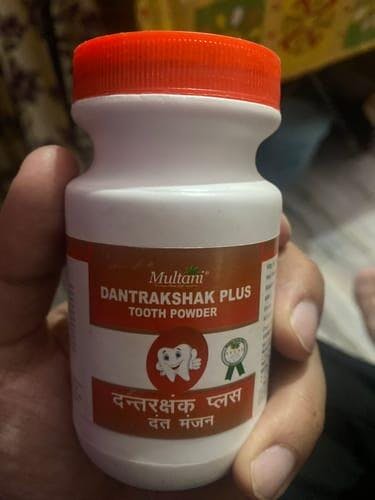 Multani®
DANTRAKSHAK PLUS
TOOTH POWDER
दन्तरक्षक प्लस
दंत मंजन